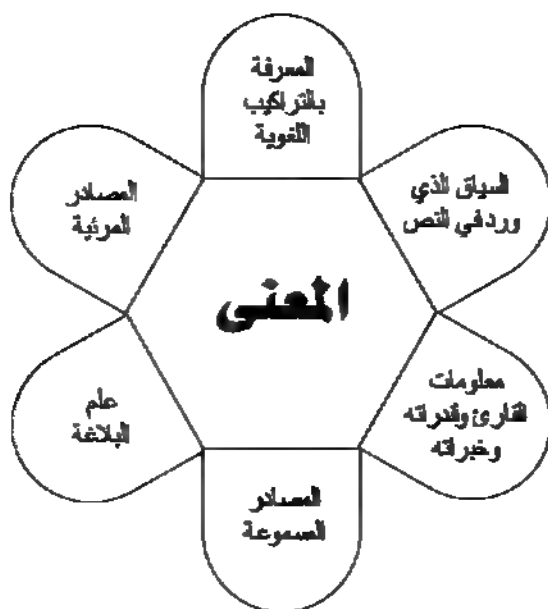 المعرفة
بالتراكيب
اللغوية
السياق الذي
ورد في النص
معلومات
القارئ وقدراته
وخبراته
المصادر
المسموعة
علم
البلاغة
المصادر
المرئية
المعنى